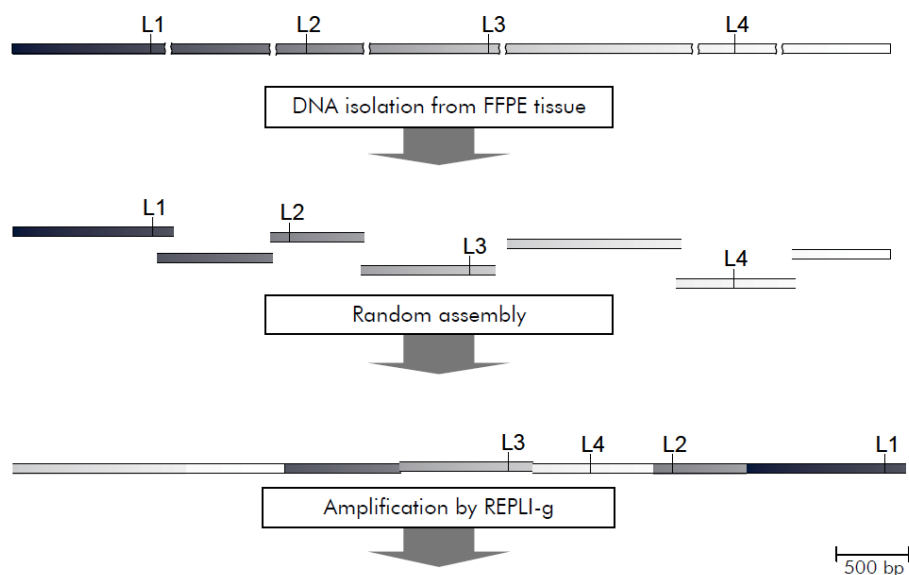 L1 L2 L3 L4
DNA isolation from FFPE tissue
L1 L2
L3 L4
Random assembly
L3 L4 L2 L1
Amplification by REPLI-g
500 bp